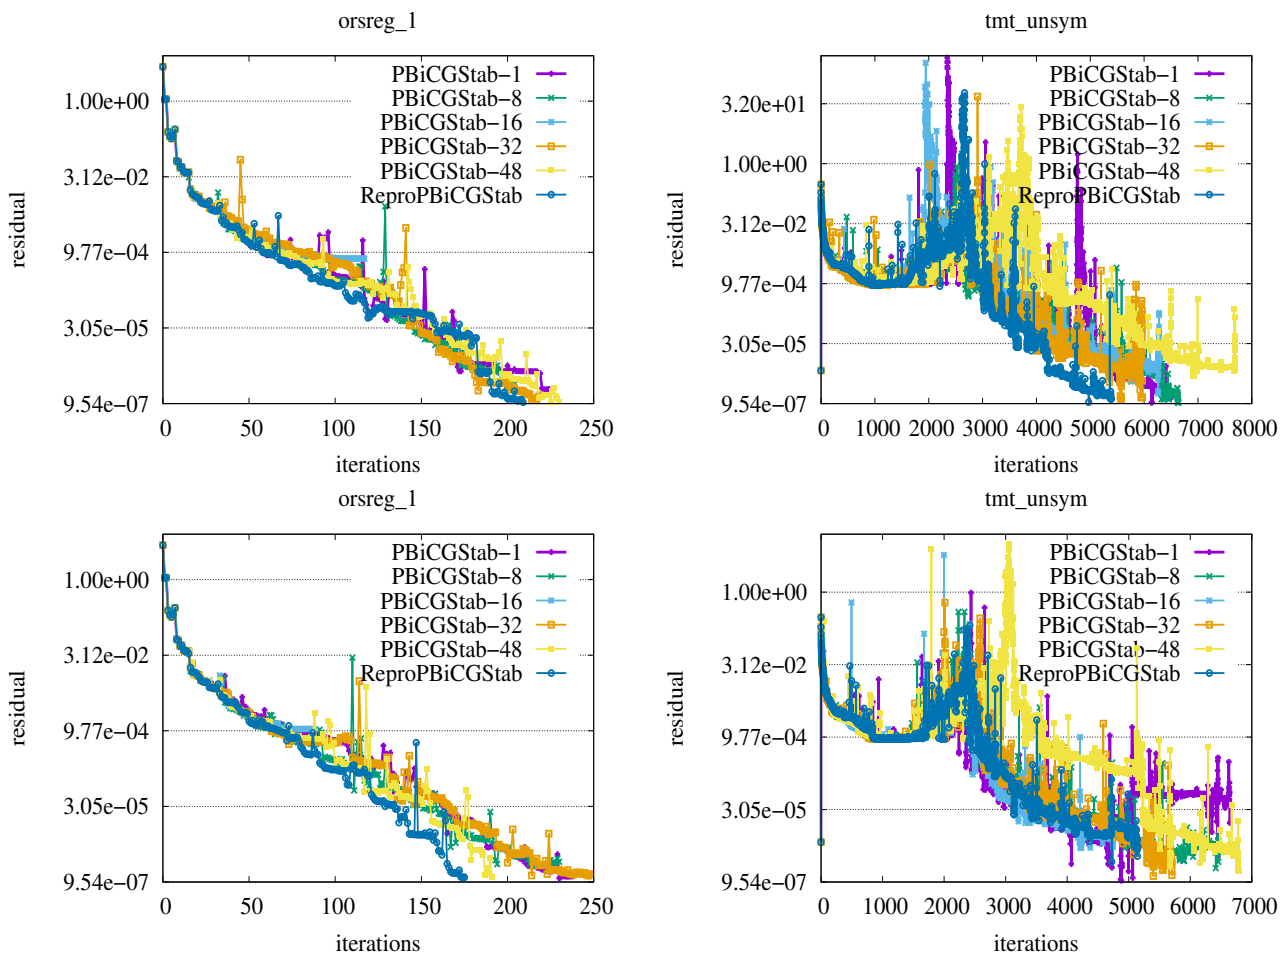 orsreg_1
residual
1.00e+00
3.12e-02
9.77e-04
3.05e-05
9.54e-07
PBiCGStab-1
PBiCGStab-8
PBiCGStab-16
PBiCGStab-32
PBiCGStab-48
ReproPBiCGStab
0 50 100 150 200 250
iterations
tmt_unsym
residual
3.20e+01
1.00e+00
3.12e-02
9.77e-04
3.05e-05
9.54e-07
PBiCGStab-1
PBiCGStab-8
PBiCGStab-16
PBiCGStab-32
PBiCGStab-48
ReproPBiCGStab
0 1000 2000 3000 4000 5000 6000 7000 8000
iterations
orsreg_1
residual
1.00e+00
3.12e-02
9.77e-04
3.05e-05
9.54e-07
PBiCGStab-1
PBiCGStab-8
PBiCGStab-16
PBiCGStab-32
PBiCGStab-48
ReproPBiCGStab
0 50 100 150 200 250
iterations
tmt_unsym
residual
1.00e+00
3.12e-02
9.77e-04
3.05e-05
9.54e-07
PBiCGStab-1
PBiCGStab-8
PBiCGStab-16
PBiCGStab-32
PBiCGStab-48
ReproPBiCGStab
0 1000 2000 3000 4000 5000 6000 7000
iterations